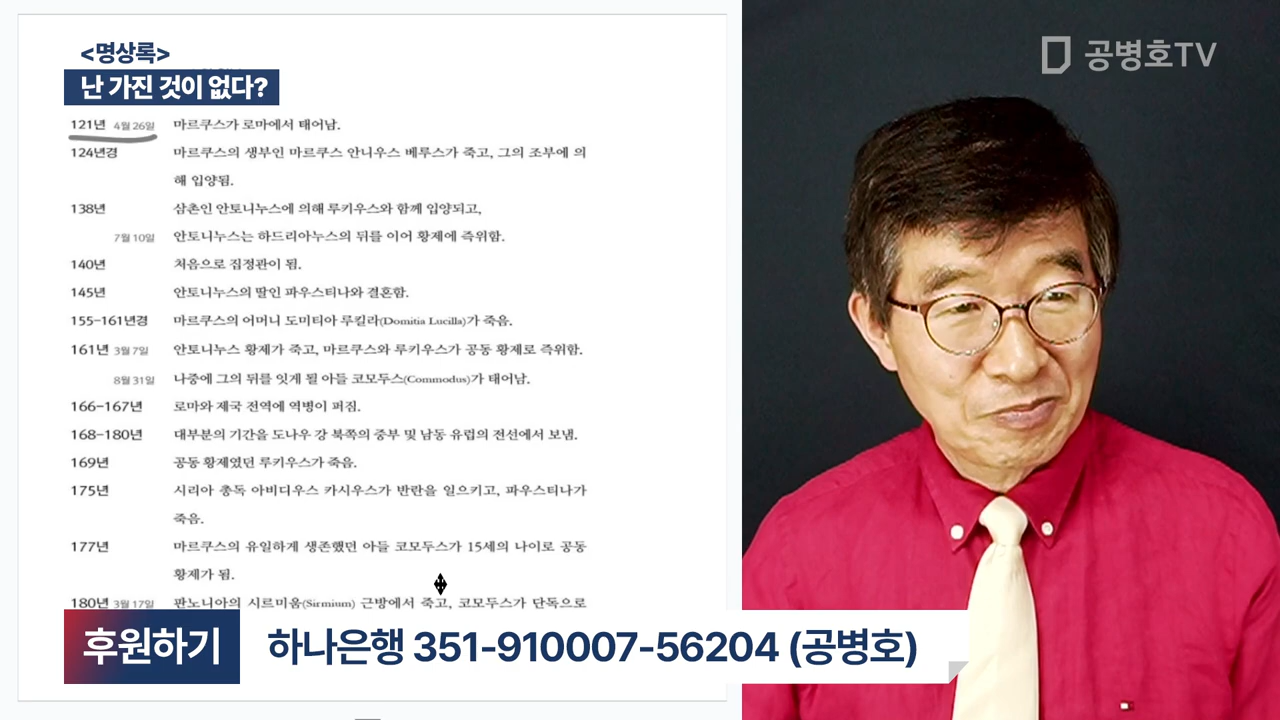 <명상록>
난 가진 것이 없다?
공병호TV
121년 4월 26일 마르쿠스가 로마에서 태어남.
124년경 마르쿠스의 생부인 마르쿠스 안니우스 베루스가 죽고, 그의 조부에 의
해 입양됨.
138년 삼촌인 안토니누스에 의해 루키우스와 함께 입양되고,
7월 10일 안토니누스는 하드리아누스의 뒤를 이어 황제에 즉위함.
140년 처음으로 집정관이 됨.
145년 안토니누스의 딸인 파우스티나와 결혼함.
155-161년경 마르쿠스의 어머니 도미티아 루킬라(Domitia Lucilla)가 죽음.
161년 3월 7일 안토니누스 황제가 죽고, 마르쿠스와 루키우스가 공동 황제로 즉위함.
8월 31일 나중에 그의 뒤를 잇게 될 아들 코모두스(Commodus)가 태어남.
166-167년 로마와 제국 전역에 역병이 퍼짐.
168-180년 대부분의 기간을 도나우 강 북쪽의 중부 및 남동 유럽의 전선에서 보냄.
169년 공동 황제였던 루키우스가 죽음.
175년 시리아 총독 아비디우스 카시우스가 반란을 일으키고, 파우스티나가
죽음.
177년 마르쿠스의 유일하게 생존했던 아들 코모두스가 15세의 나이로 공동
황제가 됨.
180년 3월 17일 판노니아의 시르미움(Sirmium) 근방에서 죽고, 코모두스가 단독으로
후원하기 하나은행 351-910007-56204 (공병호)